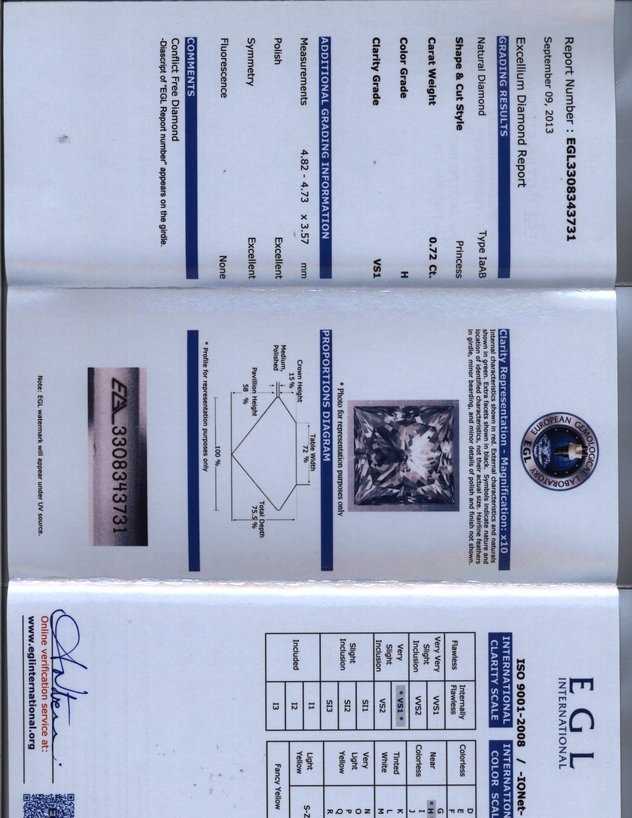 Report Number : EGL3308343731
September 09, 2013
Excellium Diamond Report
GRADING RESULTS
Natural Diamond Type IaAB
Shape & Cut Style Princess
Carat Weight 0.72 Ct.
Color Grade H
Clarity Grade VS1
ADDITIONAL GRADING INFORMATION
Measurements 4.82 - 4.73 x 3.57 mm
Polish Excellent
Symmetry Excellent
Fluorescence None
COMMENTS
Conflict Free Diamond
-Diascript of "EGL Report number" appears on the girdle.
EUROPEAN GEMOLOGICAL
LABORATORY
EGL
Clarity Representation - Magnification: x10
Internal characteristics shown in red. External characteristics and naturals
shown in green. Extra facets shown in black. Symbols indicate nature and
location of identified characteristics, not their actual size. Hairline feathers
in girdle, minor bearding, and minor details of polish and finish not shown.
* Photo for representation purposes only
PROPORTIONS DIAGRAM
Table Width
72 %
Crown Height
15 %
Medium,
Polished
Pavillion Height
58 %
Total Depth
75.5 %
100 %
* Profile for representation purposes only
EGL 3308343731
Note: EGL watermark will appear under UV source.
EGL
INTERNATIONAL
ISO 9001-2008 / -IQNet-
INTERNATIONAL
CLARITY SCALE
Flawless
Internally
Flawless
Very Very
Slight
Inclusion
VVS1
VVS2
Very
Slight
Inclusion
* VS1 *
VS2
Slight
Inclusion
SI1
SI2
SI3
Included
I1
I2
I3
INTERNATION
COLOR SCAL
Colorless
D
E
F
Near
Colorless
G
* H
I
J
Tinted
White
K
L
M
Very
Light
Yellow
N
O
P
Q
R
Light
Yellow
S-Z
Fancy Yellow
Online verification service at:
www.eglinternational.org